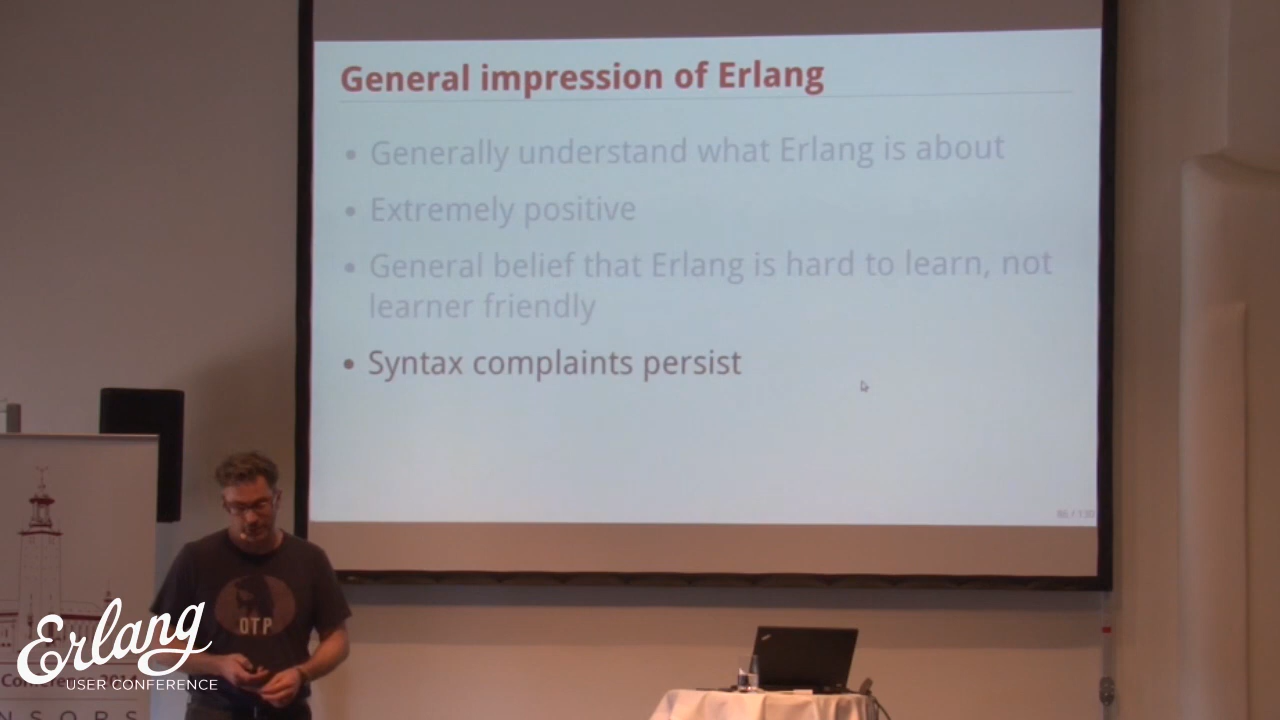 General impression of Erlang
• Generally understand what Erlang is about
• Extremely positive
• General belief that Erlang is hard to learn, not
learner friendly
• Syntax complaints persist
OTP
Erlang
USER CONFERENCE